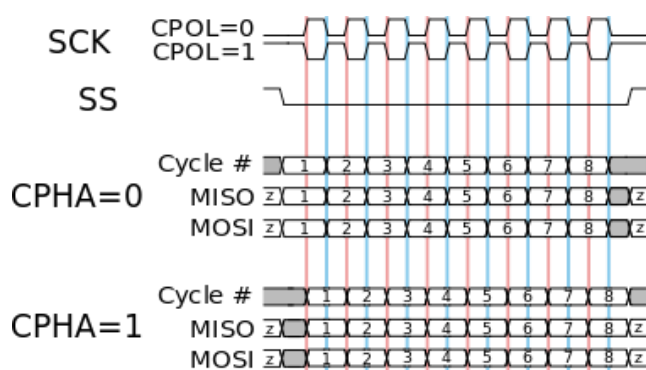 SCK
CPOL=0
CPOL=1
SS
CPHA=0
Cycle # 1 2 3 4 5 6 7 8
MISO z 1 2 3 4 5 6 7 8 z
MOSI z 1 2 3 4 5 6 7 8 z
CPHA=1
Cycle # 1 2 3 4 5 6 7 8
MISO z 1 2 3 4 5 6 7 8 z
MOSI z 1 2 3 4 5 6 7 8 z